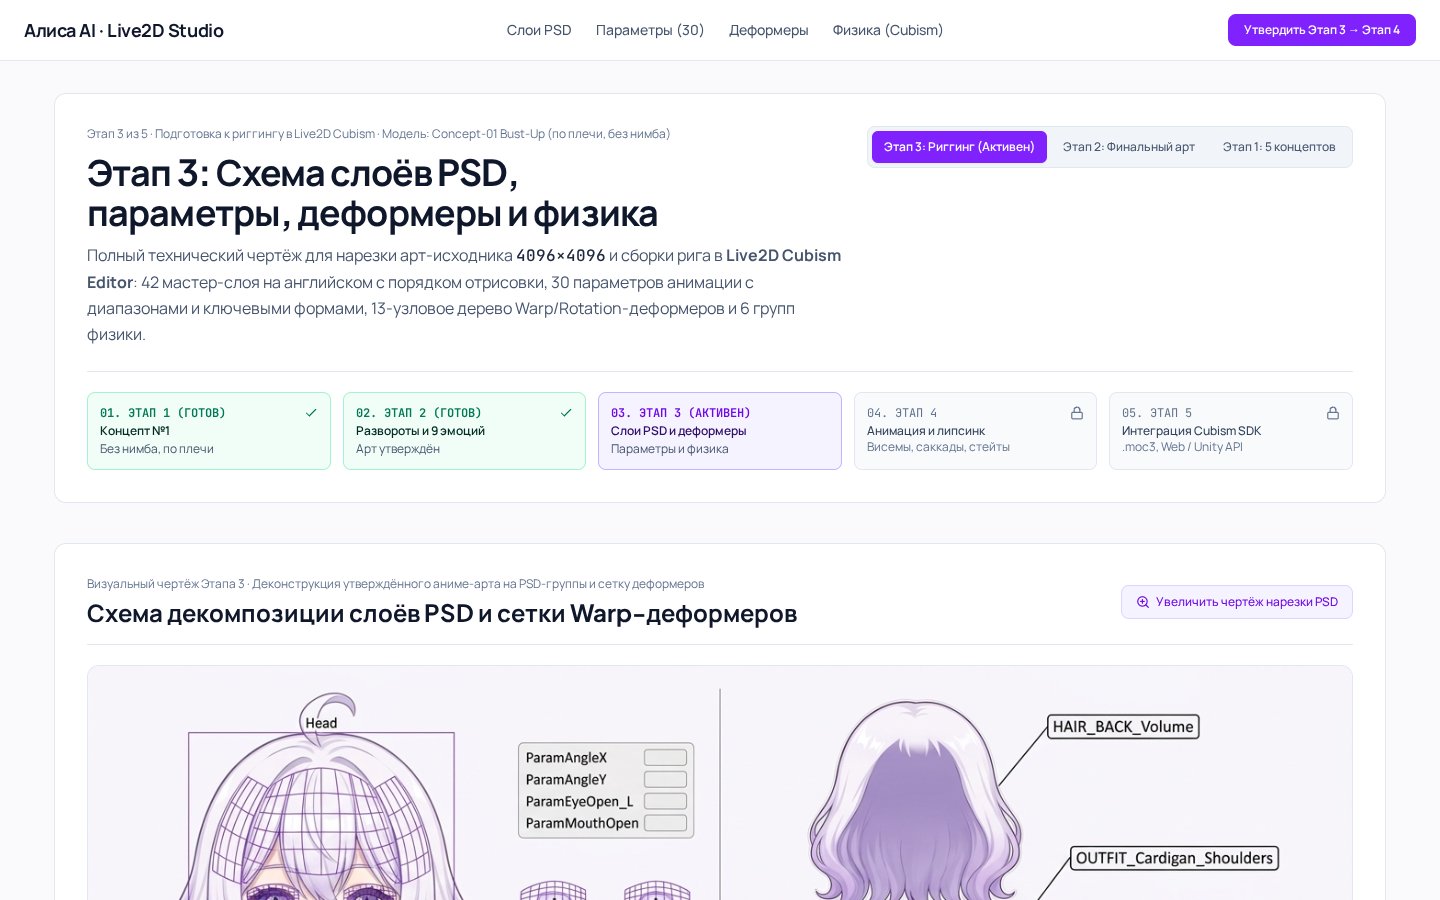 Алиса AI · Live2D Studio
Слои PSD
Параметры (30)
Деформеры
Физика (Cubism)
Утвердить Этап 3 → Этап 4
Этап 3 из 5 · Подготовка к риггингу в Live2D Cubism · Модель: Concept-01 Bust-Up (по плечи, без нимба)
Этап 3: Риггинг (Активен)
Этап 2: Финальный арт
Этап 1: 5 концептов
Этап 3: Схема слоёв PSD,
параметры, деформеры и физика
Полный технический чертёж для нарезки арт-исходника 4096×4096 и сборки рига в Live2D Cubism
Editor: 42 мастер-слоя на английском с порядком отрисовки, 30 параметров анимации с
диапазонами и ключевыми формами, 13-узловое дерево Warp/Rotation-деформеров и 6 групп
физики.
01. ЭТАП 1 (ГОТОВ)
Концепт №1
Без нимба, по плечи
02. ЭТАП 2 (ГОТОВ)
Развороты и 9 эмоций
Арт утверждён
03. ЭТАП 3 (АКТИВЕН)
Слои PSD и деформеры
Параметры и физика
04. ЭТАП 4
Анимация и липсинк
Висемы, саккады, стейты
05. ЭТАП 5
Интеграция Cubism SDK
.moc3, Web / Unity API
Визуальный чертёж Этапа 3 · Деконструкция утверждённого аниме-арта на PSD-группы и сетку деформеров
Схема декомпозиции слоёв PSD и сетки Warp-деформеров
Увеличить чертёж нарезки PSD
Head
ParamAngleX
ParamAngleY
ParamEyeOpen_L
ParamMouthOpen
HAIR_BACK_Volume
OUTFIT_Cardigan_Shoulders